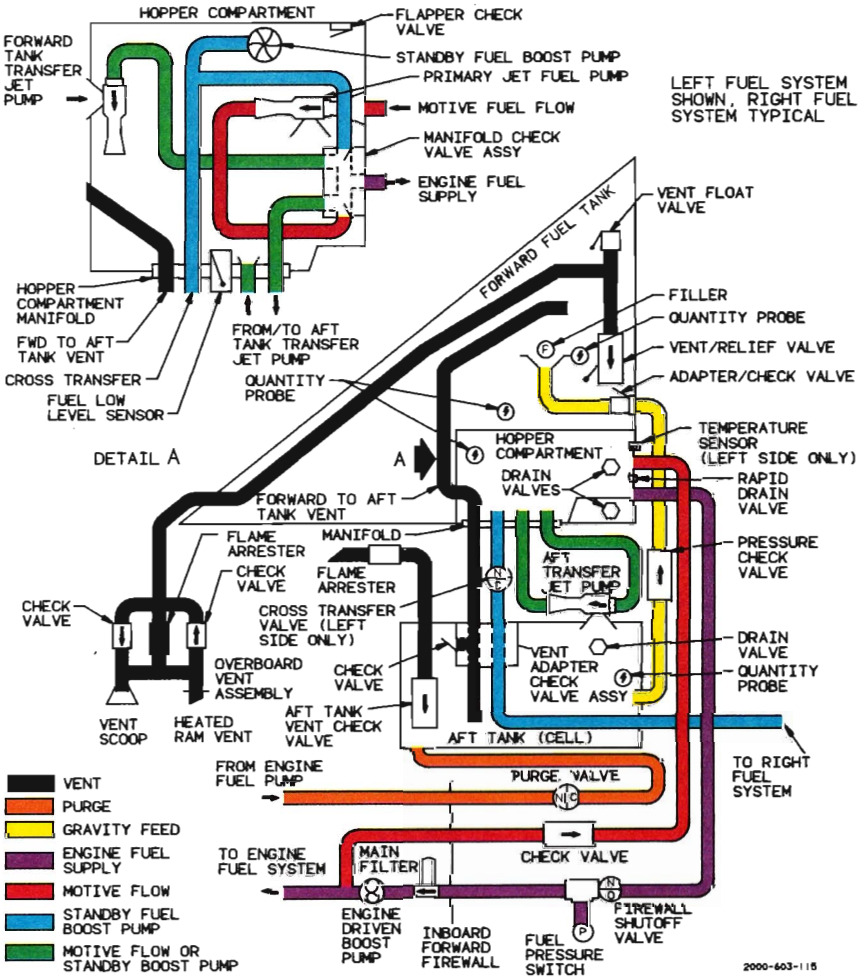 HOPPER COMPARTMENT
FLAPPER CHECK
VALVE
FORWARD
TANK
TRANSFER
JET
PUMP
STANDBY FUEL BOOST PUMP
PRIMARY JET FUEL PUMP
MOTIVE FUEL FLOW
MANIFOLD CHECK
VALVE ASSY
ENGINE FUEL
SUPPLY
LEFT FUEL SYSTEM
SHOWN, RIGHT FUEL
SYSTEM TYPICAL
HOPPER
COMPARTMENT
MANIFOLD
FWD TO AFT
TANK VENT
CROSS TRANSFER
FUEL LOW
LEVEL SENSOR
FROM/TO AFT
TANK TRANSFER
JET PUMP
DETAIL A
FORWARD FUEL TANK
VENT FLOAT
VALVE
FILLER
F
QUANTITY PROBE
VENT/RELIEF VALVE
ADAPTER/CHECK VALVE
QUANTITY
PROBE
A
HOPPER
COMPARTMENT
DRAIN
VALVES
TEMPERATURE
SENSOR
(LEFT SIDE ONLY)
RAPID
DRAIN
VALVE
FORWARD TO AFT
TANK VENT
MANIFOLD
FLAME
ARRESTER
CHECK
VALVE
CHECK
VALVE
FLAME
ARRESTER
AFT
TRANSFER
JET PUMP
PRESSURE
CHECK
VALVE
N
C
CROSS TRANSFER
VALVE (LEFT
SIDE ONLY)
CHECK
VALVE
VENT
ADAPTER
CHECK
VALVE ASSY
DRAIN
VALVE
QUANTITY
PROBE
OVERBOARD
VENT
ASSEMBLY
VENT
SCOOP
HEATED
RAM VENT
AFT TANK
VENT CHECK
VALVE
AFT TANK (CELL)
TO RIGHT
FUEL
SYSTEM
FROM ENGINE
FUEL PUMP
PURGE VALVE
N C
CHECK VALVE
VENT
PURGE
GRAVITY FEED
ENGINE FUEL
SUPPLY
MOTIVE FLOW
STANDBY FUEL
BOOST PUMP
MOTIVE FLOW OR
STANDBY BOOST PUMP
TO ENGINE
FUEL SYSTEM
MAIN
FILTER
ENGINE
DRIVEN
BOOST
PUMP
INBOARD
FORWARD
FIREWALL
P
FUEL
PRESSURE
SWITCH
N
O
FIREWALL
SHUTOFF
VALVE
2000-603-115